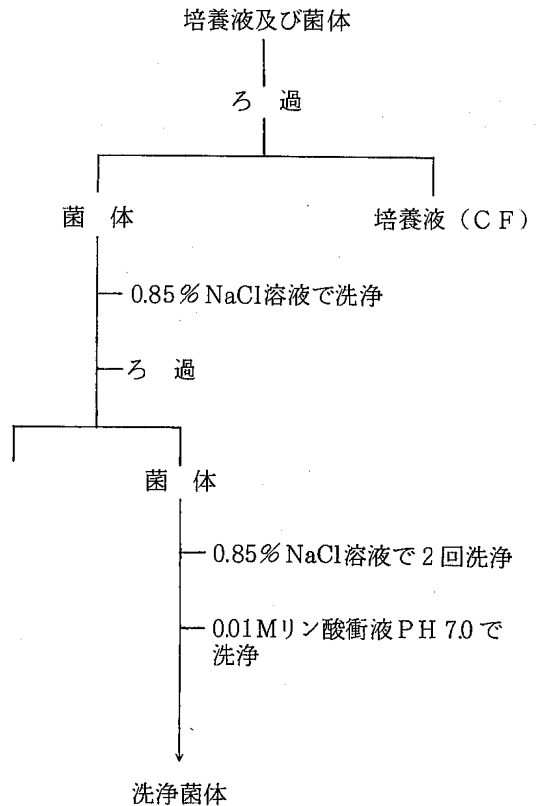 培養液及び菌体
ろ 過
菌 体
培養液(CF)
0.85%NaCl溶液で洗浄
ろ 過
菌 体
0.85%NaCl溶液で2回洗浄
0.01Mリン酸衝液PH 7.0で
洗浄
洗浄菌体